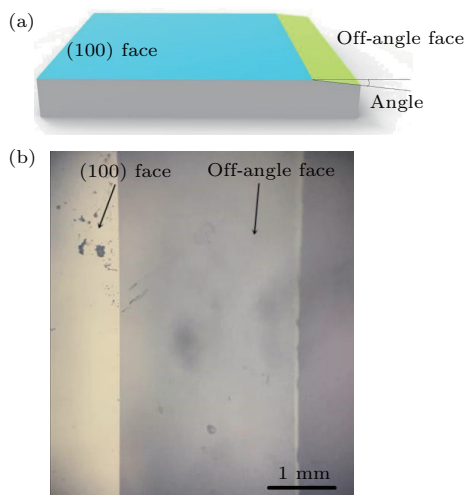 (a)
(100) face
Off-angle face
Angle
(b)
(100) face
Off-angle face
1 mm